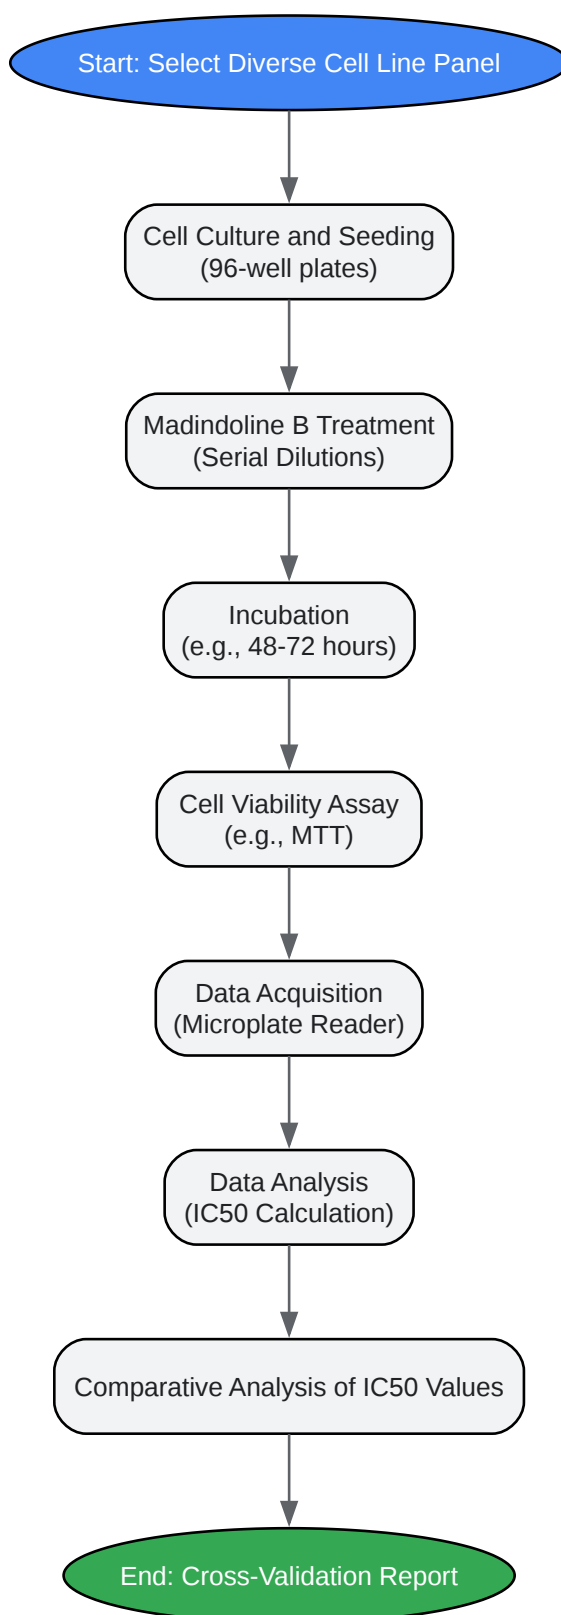 Start: Select Diverse Cell Line Panel
Cell Culture and Seeding
(96-well plates)
Madindoline B Treatment
(Serial Dilutions)
Incubation
(e.g., 48-72 hours)
Cell Viability Assay
(e.g., MTT)
Data Acquisition
(Microplate Reader)
Data Analysis
(IC50 Calculation)
Comparative Analysis of IC50 Values
End: Cross-Validation Report